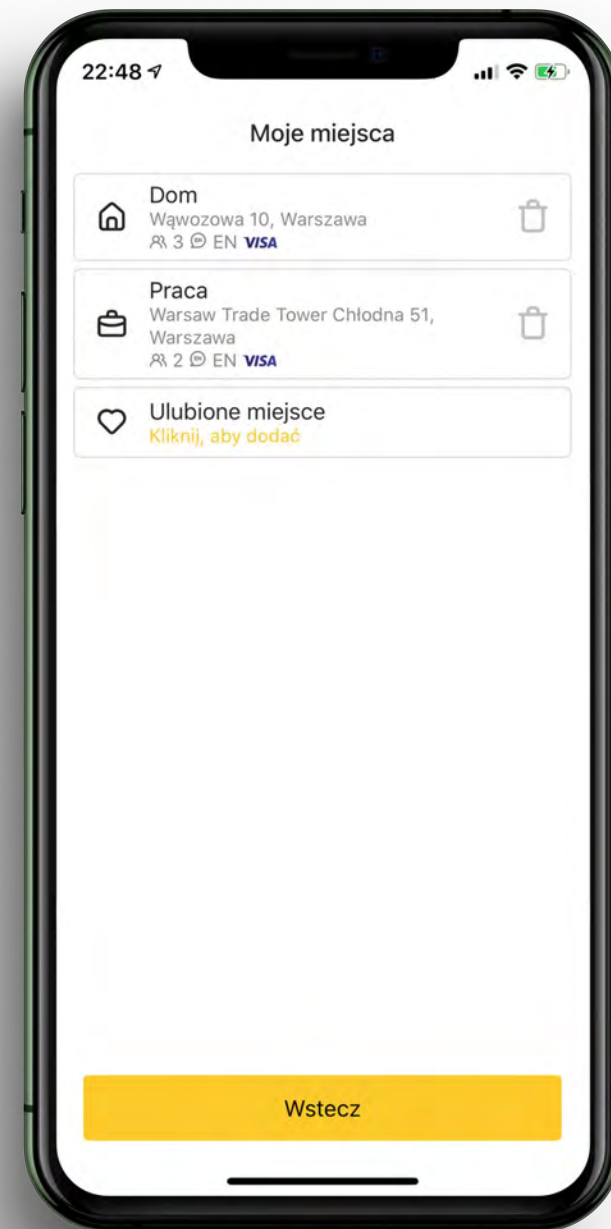 22:48
Moje miejsca
Dom
Wąwozowa 10, Warszawa
3 EN VISA
Praca
Warsaw Trade Tower Chłodna 51,
Warszawa
2 EN VISA
Ulubione miejsce
Kliknij, aby dodać
Wstecz